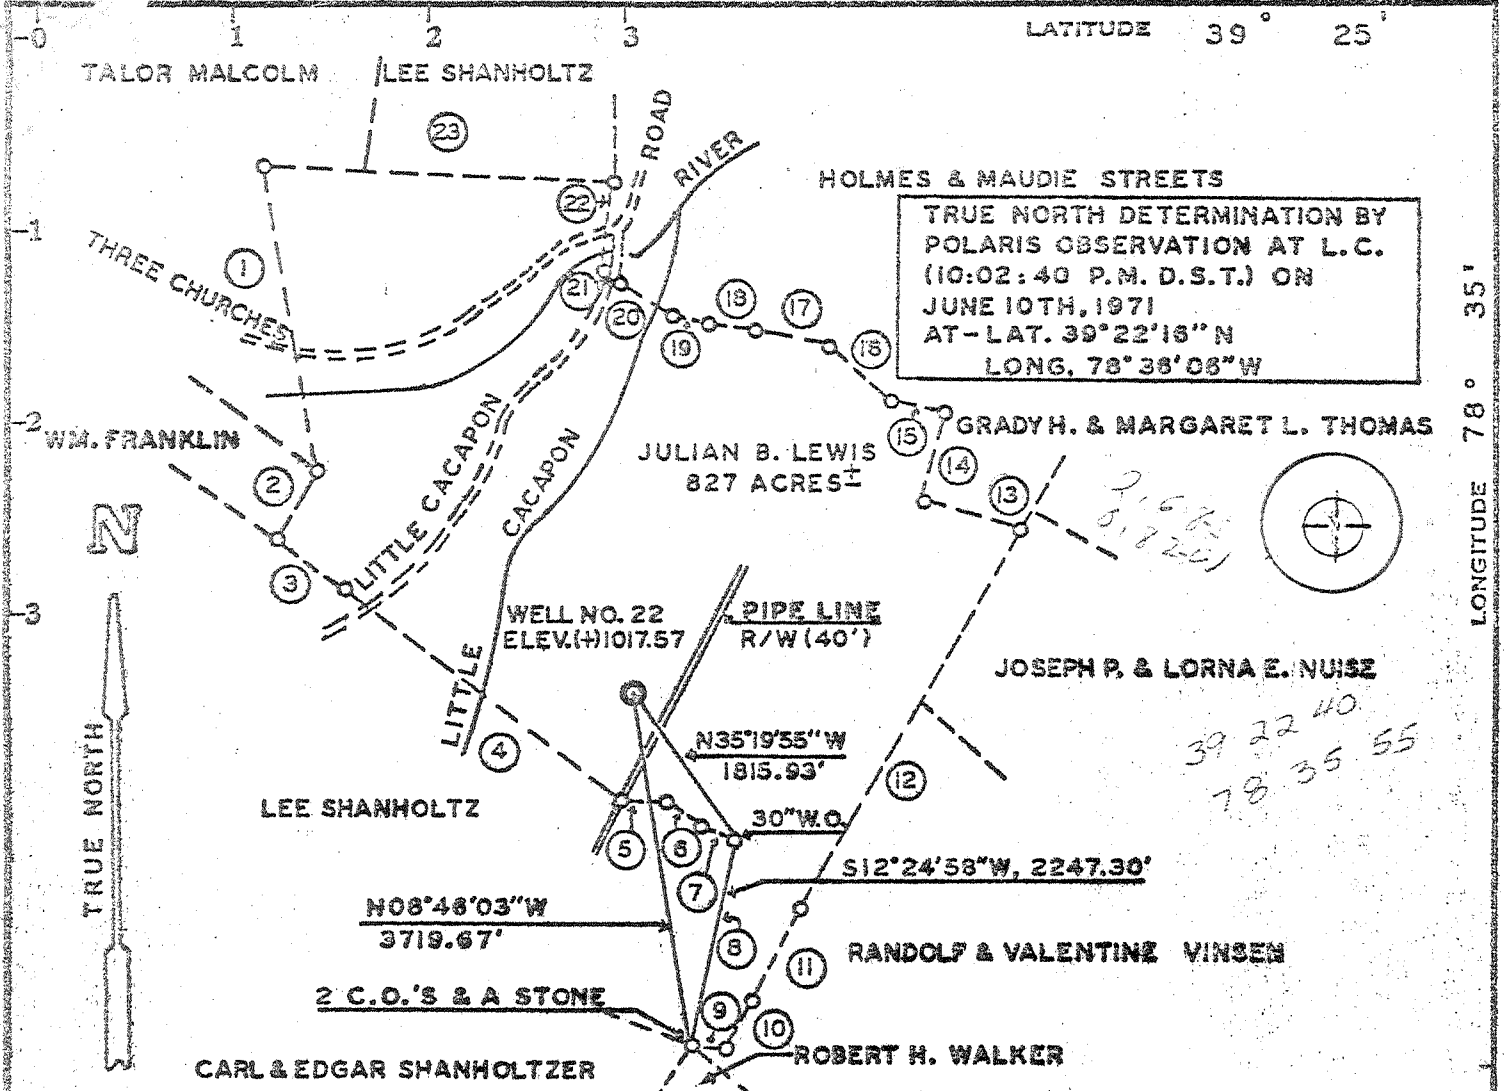 0
1
2
3
LATITUDE 39° 25'
TALOR MALCOLM
LEE SHANHOLTZ
23
ROAD
RIVER
22
HOLMES & MAUDIE STREETS
TRUE NORTH DETERMINATION BY
POLARIS OBSERVATION AT L.C.
(10:02:40 P.M. D.S.T.) ON
JUNE 10TH, 1971
AT-LAT. 39°22'16" N
LONG, 78°36'06" W
-1
THREE CHURCHES
1
21
20
19
18
17
16
15
LONGITUDE 78° 35'
-2
WM. FRANKLIN
GRADY H. & MARGARET L. THOMAS
JULIAN B. LEWIS
827 ACRES±
14
13
2
3
N
LITTLE CACAPON
CACAPON
LITTLE
-3
WELL NO. 22
ELEV.(+)1017.57
PIPE LINE
R/W (40')
JOSEPH P. & LORNA E. NUISE
39 22 40
78 35 55
TRUE NORTH
4
N35°19'55" W
1815.93'
12
LEE SHANHOLTZ
5
6
7
30" W.O.
S12°24'58"W, 2247.30'
N08°46'03"W
3719.67'
8
11
RANDOLF & VALENTINE VINSEN
2 C.O.'S & A STONE
9
10
CARL & EDGAR SHANHOLTZER
ROBERT H. WALKER